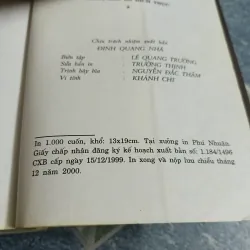 Chịu trách nhiệm xuất bản
ĐINH QUANG NHÃ
Biên tập LÊ QUANG TRƯỜNG
Sửa bản in TRƯỜNG THỊNH
Trình bày bìa NGUYỄN ĐẮC THẮM
Vi tính KHÁNH CHI
In 1.000 cuốn, khổ: 13x19cm. Tại xưởng in Phú Nhuận.
Giấy chấp nhận đăng ký kế hoạch xuất bản số: 1.184/1496
CXB cấp ngày 15/12/1999. In xong và nộp lưu chiểu tháng
12 năm 2000.